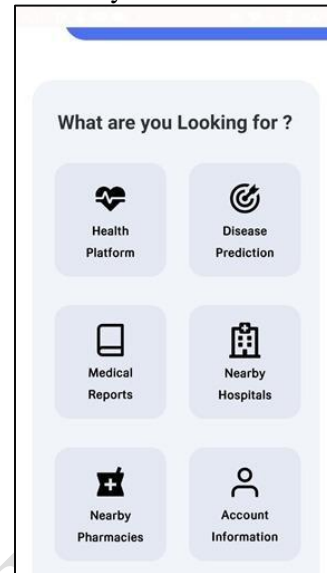 What are you Looking for ?
Health
Platform
Disease
Prediction
Medical
Reports
Nearby
Hospitals
Nearby
Pharmacies
Account
Information